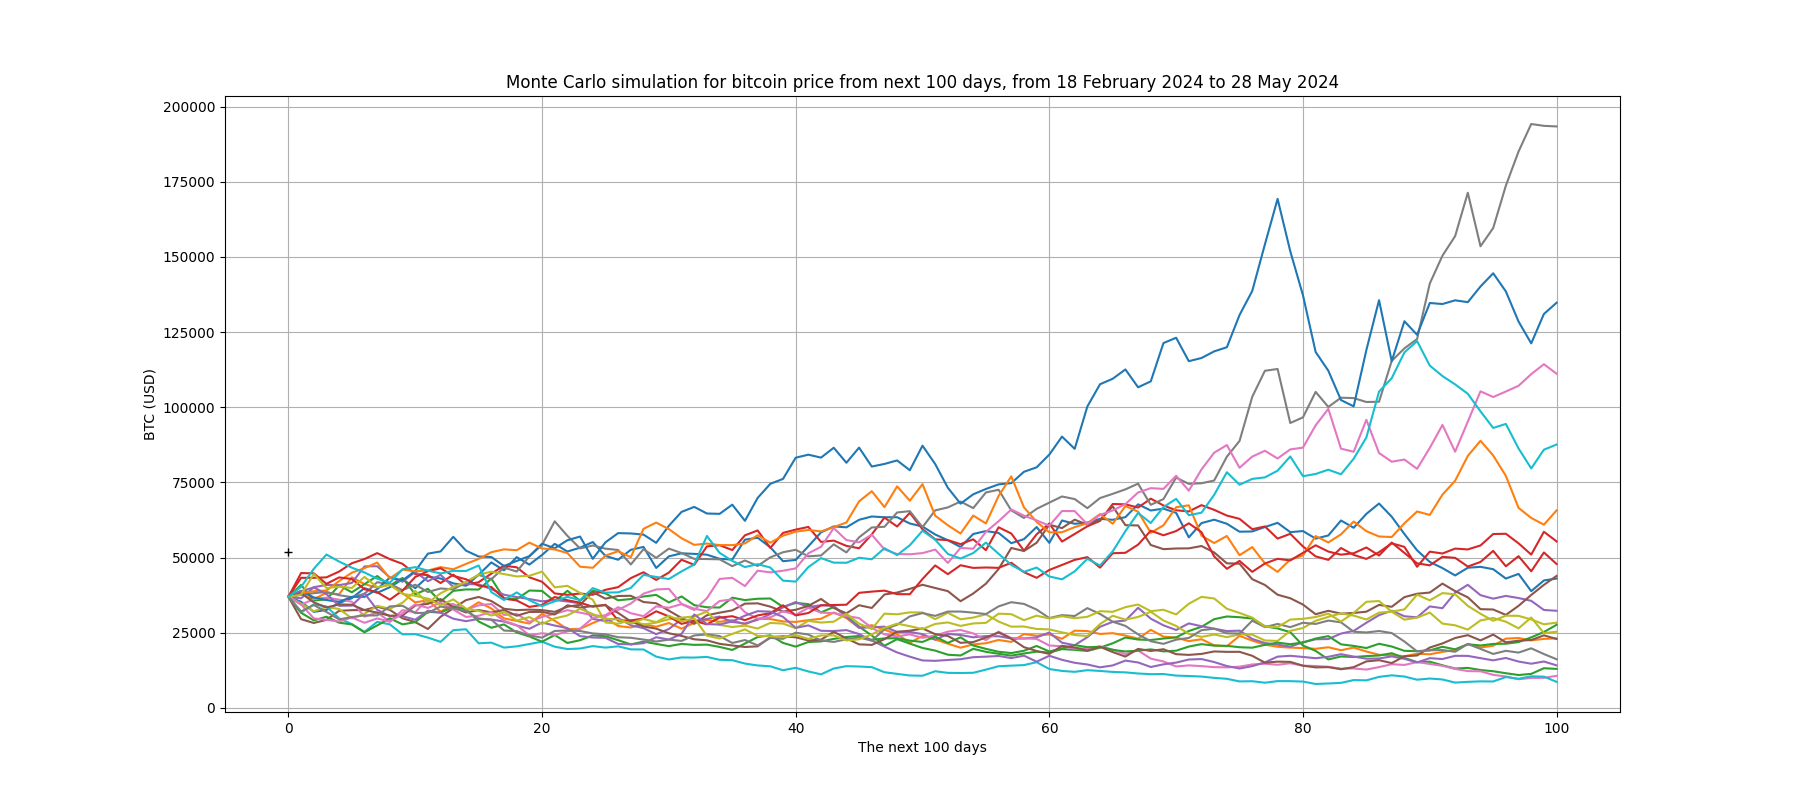 Monte Carlo simulation for bitcoin price from next 100 days, from 18 February 2024 to 28 May 2024
200000
175000
150000
125000
100000
75000
50000
25000
0
BTC (USD)
0 20 40 60 80 100
The next 100 days